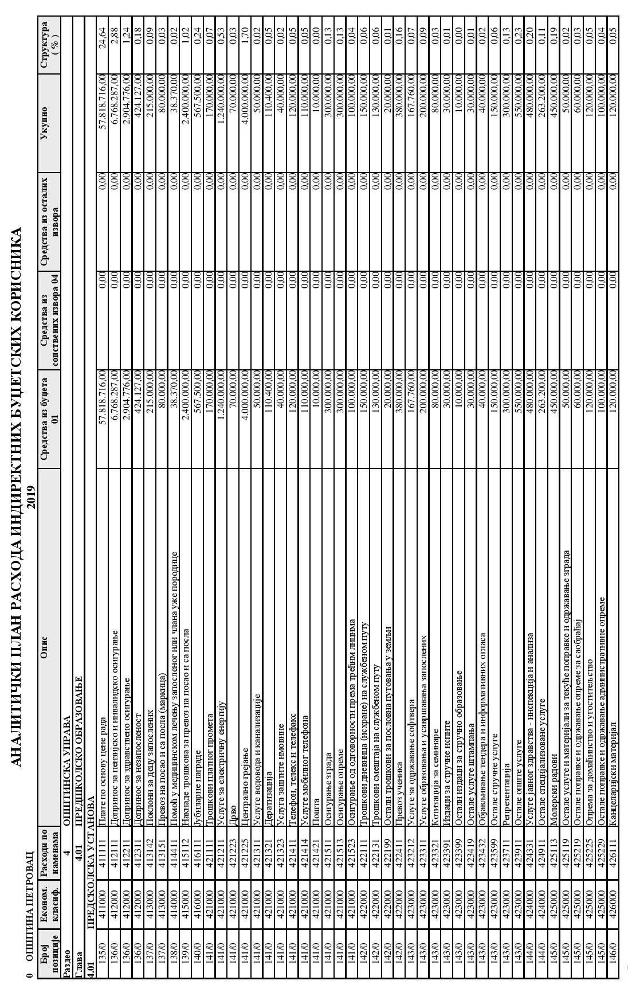 АНАЛИТИЧКИ ПЛАН РАСХОДА ИНДИРЕКТНИХ БУЏЕТСКИХ КОРИСНИКА
2019
0 ОПШТИНА ПЕТРОВАЦ
Број позиције Економ. класиф. Расходи по наменама Опис Средства из буџета 01 Средства из сопствених извора 04 Средства из осталих извора Укупно Структура ( % )
Раздео 4 ОПШТИНСКА УПРАВА
Глава 4.01 ПРЕДШКОЛСКО ОБРАЗОВАЊЕ
4.01 ПРЕДСКОЛСКА УСТАНОВА
135/0 411000 411111 Плате по основу цене рада 57.818.716,00 0,00 0,00 57.818.716,00 24,64
136/0 412000 412111 Допринос за пензијско и инвалидско осигурање 6.768.287,00 0,00 0,00 6.768.287,00 2,88
136/0 412000 412211 Допринос за здравствено осигурање 2.904.776,00 0,00 0,00 2.904.776,00 1,24
136/0 412000 412311 Допринос за незапосленост 424.127,00 0,00 0,00 424.127,00 0,18
137/0 413000 413142 Поклони за децу запослених 215.000,00 0,00 0,00 215.000,00 0,09
137/0 413000 413151 Превоз на посао и са посла (маркица) 80.000,00 0,00 0,00 80.000,00 0,03
138/0 414000 414411 Помоћ у медицинском лечењу запосленог или члана уже породице 38.370,00 0,00 0,00 38.370,00 0,02
139/0 415000 415112 Накнаде трошкова за превоз на посао и са посла 2.400.000,00 0,00 0,00 2.400.000,00 1,02
140/0 416000 416111 Јубиларне награде 567.500,00 0,00 0,00 567.500,00 0,24
141/0 421000 421111 Трошкови платног промета 170.000,00 0,00 0,00 170.000,00 0,07
141/0 421000 421211 Услуге за електричну енергију 1.240.000,00 0,00 0,00 1.240.000,00 0,53
141/0 421000 421223 Дрво 70.000,00 0,00 0,00 70.000,00 0,03
141/0 421000 421225 Централно грејање 4.000.000,00 0,00 0,00 4.000.000,00 1,70
141/0 421000 421311 Услуге водовода и канализације 50.000,00 0,00 0,00 50.000,00 0,02
141/0 421000 421321 Дератизација 110.400,00 0,00 0,00 110.400,00 0,05
141/0 421000 421323 Услуга заштите имовине 40.000,00 0,00 0,00 40.000,00 0,02
141/0 421000 421411 Телефон, телекс и телефакс 120.000,00 0,00 0,00 120.000,00 0,05
141/0 421000 421414 Услуге мобилног телефона 110.000,00 0,00 0,00 110.000,00 0,05
141/0 421000 421421 Пошта 10.000,00 0,00 0,00 10.000,00 0,00
141/0 421000 421511 Осигурање зграда 300.000,00 0,00 0,00 300.000,00 0,13
141/0 421000 421513 Осигурање опреме 300.000,00 0,00 0,00 300.000,00 0,13
141/0 421000 421523 Осигурање од одговорности према трећим лицима 100.000,00 0,00 0,00 100.000,00 0,04
142/0 422000 422111 Трошкови дневница (исхране) на службеном путу 150.000,00 0,00 0,00 150.000,00 0,06
142/0 422000 422131 Трошкови смештаја на службеном путу 130.000,00 0,00 0,00 130.000,00 0,06
142/0 422000 422199 Остали трошкови за пословна путовања у земљи 20.000,00 0,00 0,00 20.000,00 0,01
142/0 422000 422411 Превоз ученика 380.000,00 0,00 0,00 380.000,00 0,16
143/0 423000 423212 Услуге за одржавање софтвера 167.760,00 0,00 0,00 167.760,00 0,07
143/0 423000 423311 Услуге образовања и усавршавања запослених 200.000,00 0,00 0,00 200.000,00 0,09
143/0 423000 423321 Котизација за семинаре 80.000,00 0,00 0,00 80.000,00 0,03
143/0 423000 423391 Издаци за стручне испите 30.000,00 0,00 0,00 30.000,00 0,01
143/0 423000 423399 Остали издаци за стручно образовање 10.000,00 0,00 0,00 10.000,00 0,00
143/0 423000 423419 Остале услуге штампања 30.000,00 0,00 0,00 30.000,00 0,01
143/0 423000 423432 Објављивање тендера и информативних огласа 40.000,00 0,00 0,00 40.000,00 0,02
143/0 423000 423599 Остале стручне услуге 150.000,00 0,00 0,00 150.000,00 0,06
143/0 423000 423711 Репрезентација 300.000,00 0,00 0,00 300.000,00 0,13
143/0 423000 423911 Остале опште услуге 550.000,00 0,00 0,00 550.000,00 0,23
144/0 424000 424331 Услуге јавног здравства - инспекција и анализа 480.000,00 0,00 0,00 480.000,00 0,20
144/0 424000 424911 Остале специјализоване услуге 263.200,00 0,00 0,00 263.200,00 0,11
145/0 425000 425113 Молерски радови 450.000,00 0,00 0,00 450.000,00 0,19
145/0 425000 425119 Остале услуге и материјали за текуће поправке и одржавање зграда 50.000,00 0,00 0,00 50.000,00 0,02
145/0 425000 425219 Остале поправке и одржавање опреме за саобраћај 60.000,00 0,00 0,00 60.000,00 0,03
145/0 425000 425225 Опрема за домаћинство и угоститељство 120.000,00 0,00 0,00 120.000,00 0,05
145/0 425000 425229 Остале поправке и одржавање административне опреме 100.000,00 0,00 0,00 100.000,00 0,04
146/0 426000 426111 Канцеларијски материјал 120.000,00 0,00 0,00 120.000,00 0,05